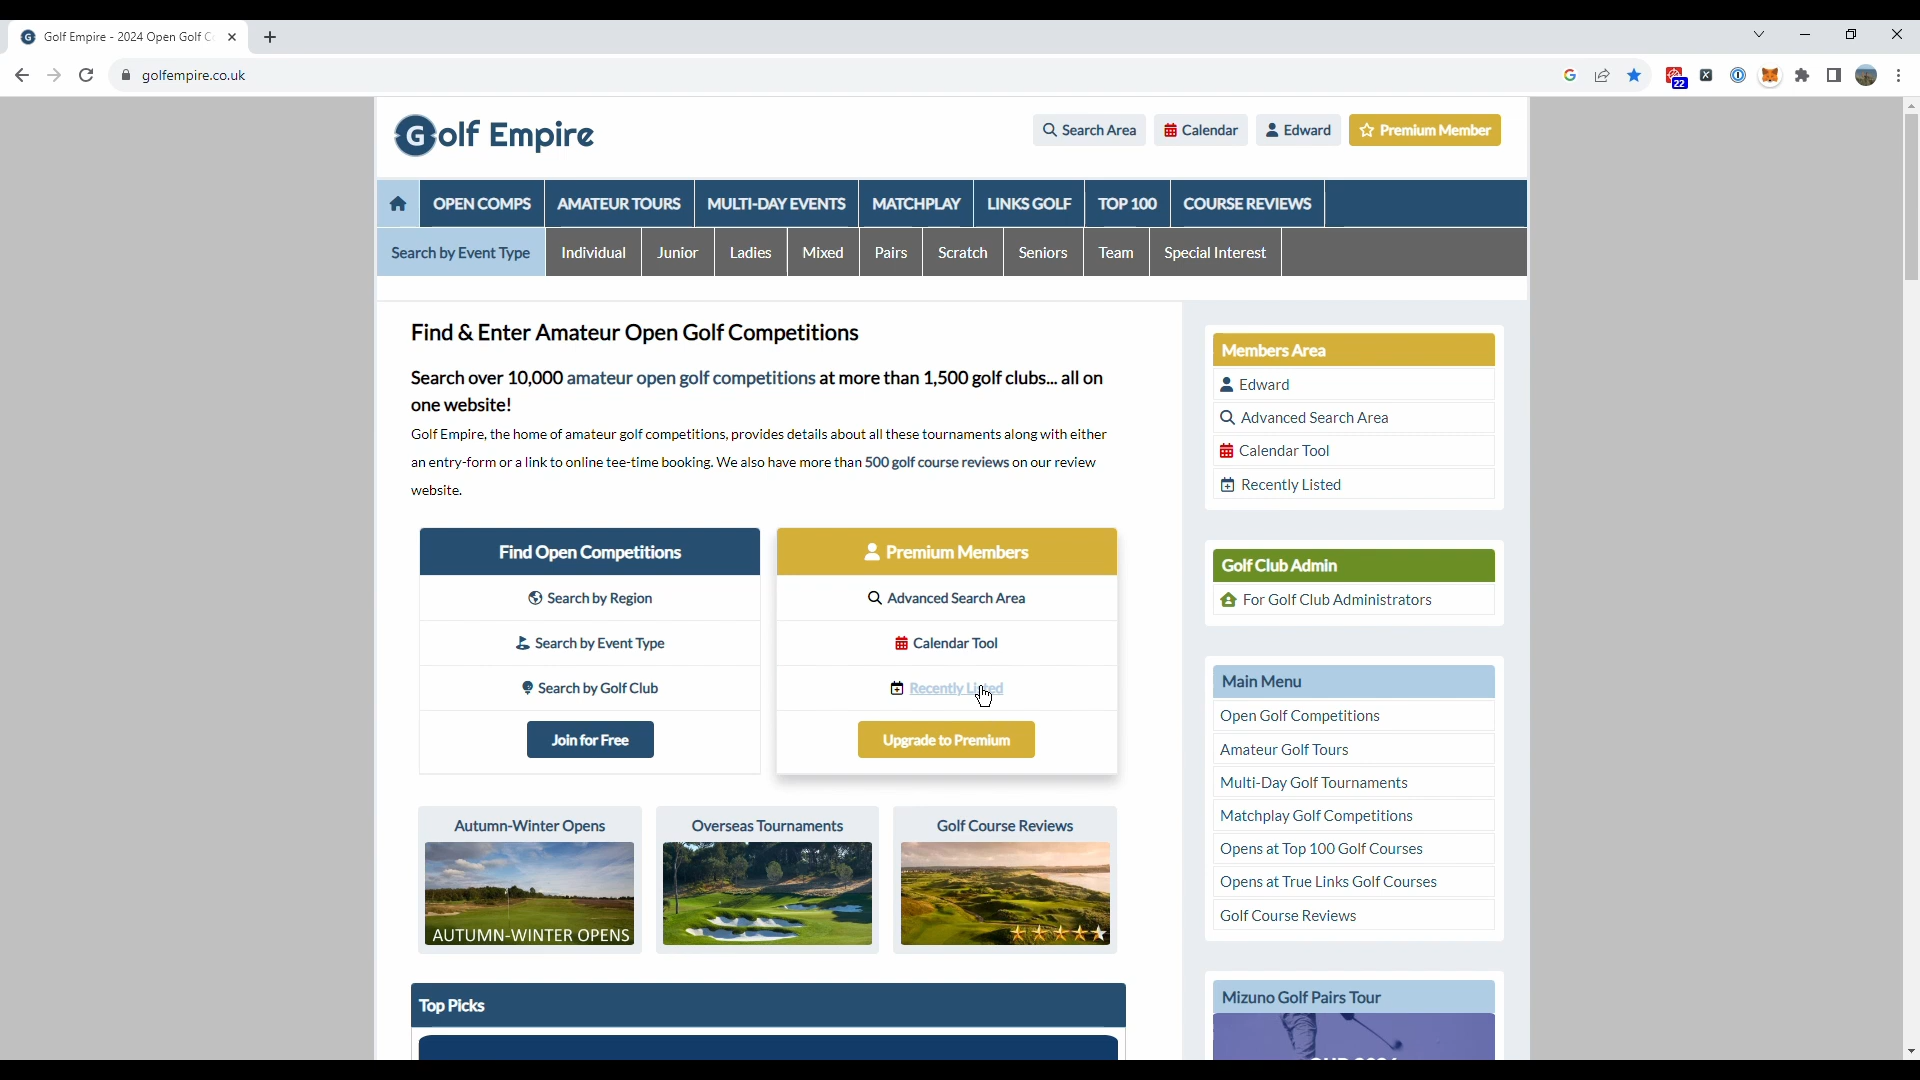 Golf Empire - 2024 Open Golf C
golfempire.co.uk
22
Golf Empire
Search Area
Calendar
Edward
Premium Member
OPEN COMPS
AMATEUR TOURS
MULTI-DAY EVENTS
MATCHPLAY
LINKS GOLF
TOP 100
COURSE REVIEWS
Search by Event Type
Individual
Junior
Ladies
Mixed
Pairs
Scratch
Seniors
Team
Special Interest
Find & Enter Amateur Open Golf Competitions
Search over 10,000 amateur open golf competitions at more than 1,500 golf clubs... all on
one website!
Golf Empire, the home of amateur golf competitions, provides details about all these tournaments along with either
an entry-form or a link to online tee-time booking. We also have more than 500 golf course reviews on our review
website.
Find Open Competitions
Search by Region
Search by Event Type
Search by Golf Club
Join for Free
Premium Members
Advanced Search Area
Calendar Tool
Recently Listed
Upgrade to Premium
Autumn-Winter Opens
AUTUMN-WINTER OPENS
Overseas Tournaments
Golf Course Reviews
Top Picks
Members Area
Edward
Advanced Search Area
Calendar Tool
Recently Listed
Golf Club Admin
For Golf Club Administrators
Main Menu
Open Golf Competitions
Amateur Golf Tours
Multi-Day Golf Tournaments
Matchplay Golf Competitions
Opens at Top 100 Golf Courses
Opens at True Links Golf Courses
Golf Course Reviews
Mizuno Golf Pairs Tour